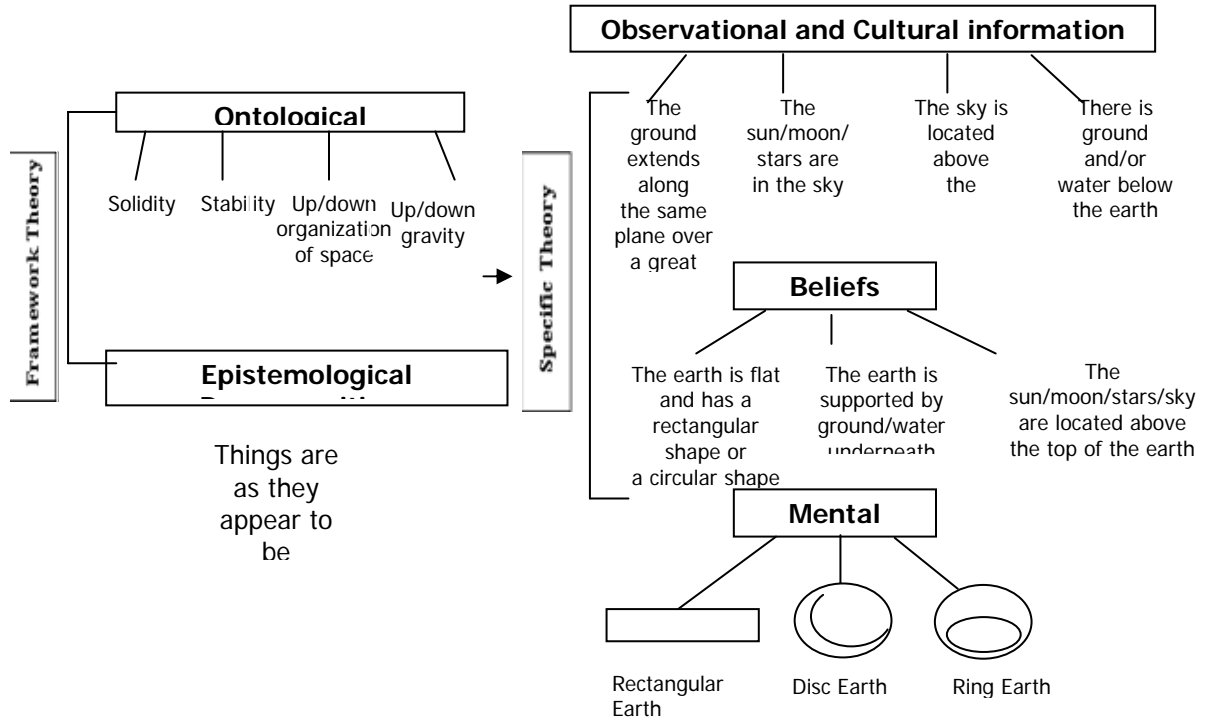 Observational and Cultural information
Ontological
The
ground
extends
along
the same
plane over
a great
The
sun/moon/
stars are
in the sky
The sky is
located
above
the
There is
ground
and/or
water below
the earth
Framework Theory
Solidity
Stability
Up/down
organization
of space
Up/down
gravity
Specific Theory
Beliefs
Epistemological
The earth is flat
and has a
rectangular
shape or
a circular shape
The earth is
supported by
ground/water
underneath
The
sun/moon/stars/sky
are located above
the top of the earth
Things are
as they
appear to
be
Mental
Rectangular
Earth
Disc Earth
Ring Earth